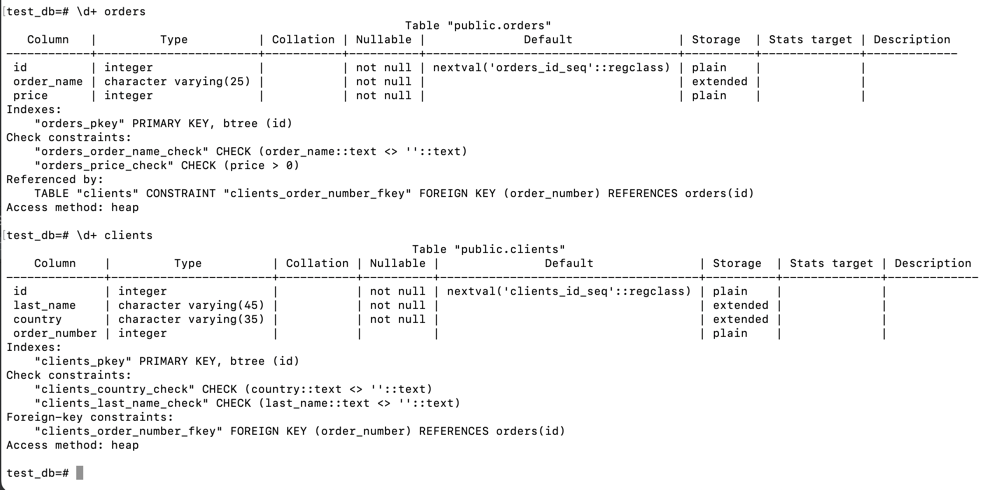 [test_db=# \d+ orders
                                                         Table "public.orders"
   Column   |         Type          | Collation | Nullable |              Default               | Storage  | Stats target | Description
------------+-----------------------+-----------+----------+------------------------------------+----------+--------------+-------------
 id         | integer               |           | not null | nextval('orders_id_seq'::regclass) | plain    |              |
 order_name | character varying(25) |           | not null |                                    | extended |              |
 price      | integer               |           | not null |                                    | plain    |              |
Indexes:
    "orders_pkey" PRIMARY KEY, btree (id)
Check constraints:
    "orders_order_name_check" CHECK (order_name::text <> ''::text)
    "orders_price_check" CHECK (price > 0)
Referenced by:
    TABLE "clients" CONSTRAINT "clients_order_number_fkey" FOREIGN KEY (order_number) REFERENCES orders(id)
Access method: heap

[test_db=# \d+ clients
                                                          Table "public.clients"
    Column    |         Type          | Collation | Nullable |               Default               | Storage  | Stats target | Description
--------------+-----------------------+-----------+----------+-------------------------------------+----------+--------------+-------------
 id           | integer               |           | not null | nextval('clients_id_seq'::regclass) | plain    |              |
 last_name    | character varying(45) |           | not null |                                     | extended |              |
 country      | character varying(35) |           | not null |                                     | extended |              |
 order_number | integer               |           |          |                                     | plain    |              |
Indexes:
    "clients_pkey" PRIMARY KEY, btree (id)
Check constraints:
    "clients_country_check" CHECK (country::text <> ''::text)
    "clients_last_name_check" CHECK (last_name::text <> ''::text)
Foreign-key constraints:
    "clients_order_number_fkey" FOREIGN KEY (order_number) REFERENCES orders(id)
Access method: heap

test_db=#